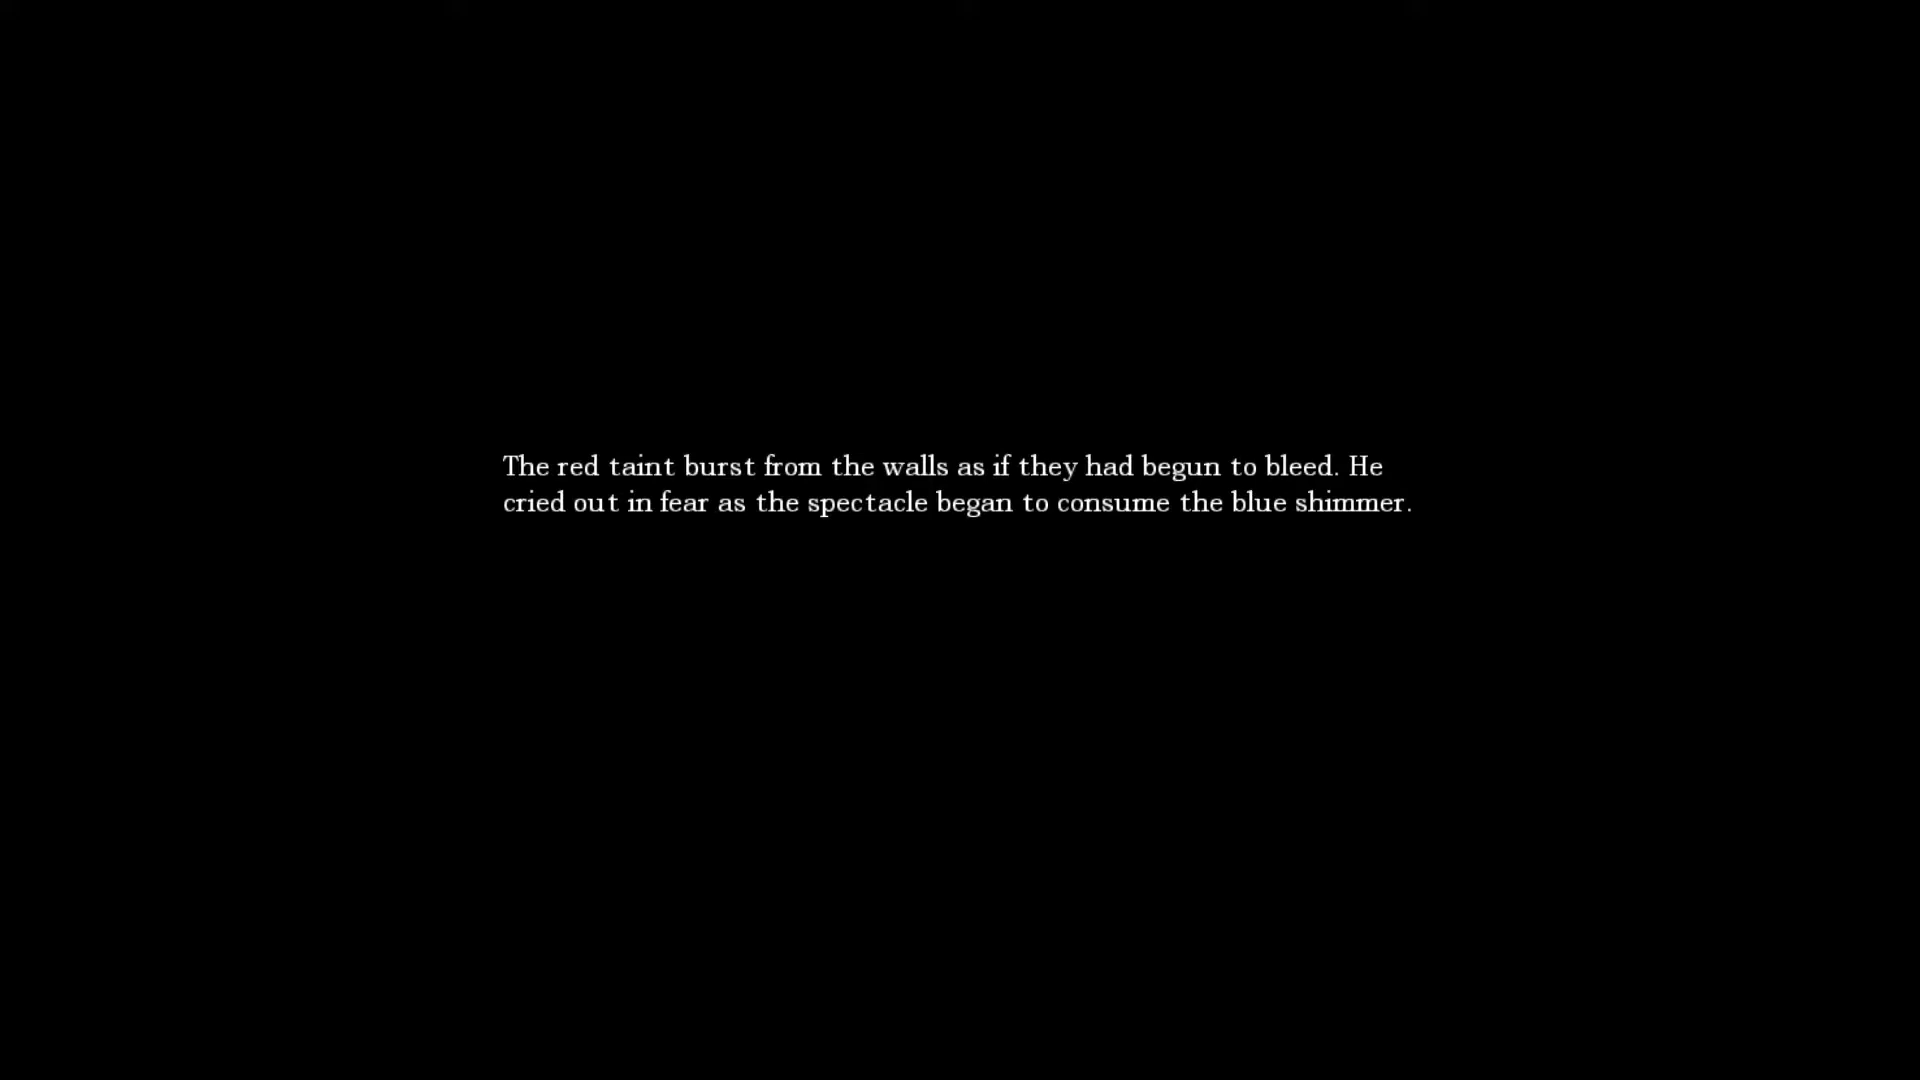 The red taint burst from the walls as if they had begun to bleed. He
cried out in fear as the spectacle began to consume the blue shimmer.